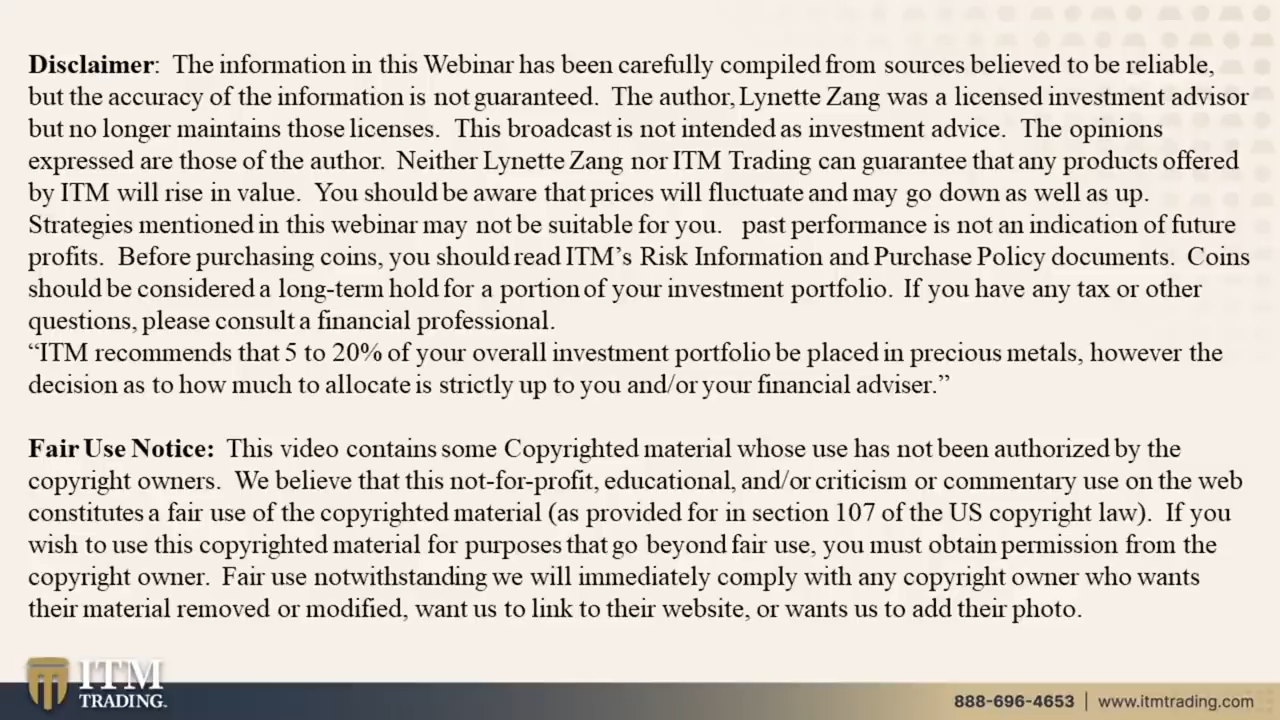 Disclaimer: The information in this Webinar has been carefully compiled from sources believed to be reliable,
but the accuracy of the information is not guaranteed. The author, Lynette Zang was a licensed investment advisor
but no longer maintains those licenses. This broadcast is not intended as investment advice. The opinions
expressed are those of the author. Neither Lynette Zang nor ITM Trading can guarantee that any products offered
by ITM will rise in value. You should be aware that prices will fluctuate and may go down as well as up.
Strategies mentioned in this webinar may not be suitable for you. past performance is not an indication of future
profits. Before purchasing coins, you should read ITM’s Risk Information and Purchase Policy documents. Coins
should be considered a long-term hold for a portion of your investment portfolio. If you have any tax or other
questions, please consult a financial professional.
“ITM recommends that 5 to 20% of your overall investment portfolio be placed in precious metals, however the
decision as to how much to allocate is strictly up to you and/or your financial adviser.”
Fair Use Notice: This video contains some Copyrighted material whose use has not been authorized by the
copyright owners. We believe that this not-for-profit, educational, and/or criticism or commentary use on the web
constitutes a fair use of the copyrighted material (as provided for in section 107 of the US copyright law). If you
wish to use this copyrighted material for purposes that go beyond fair use, you must obtain permission from the
copyright owner. Fair use notwithstanding we will immediately comply with any copyright owner who wants
their material removed or modified, want us to link to their website, or wants us to add their photo.
ITM
TRADING.
888-696-4653 | www.itmtrading.com